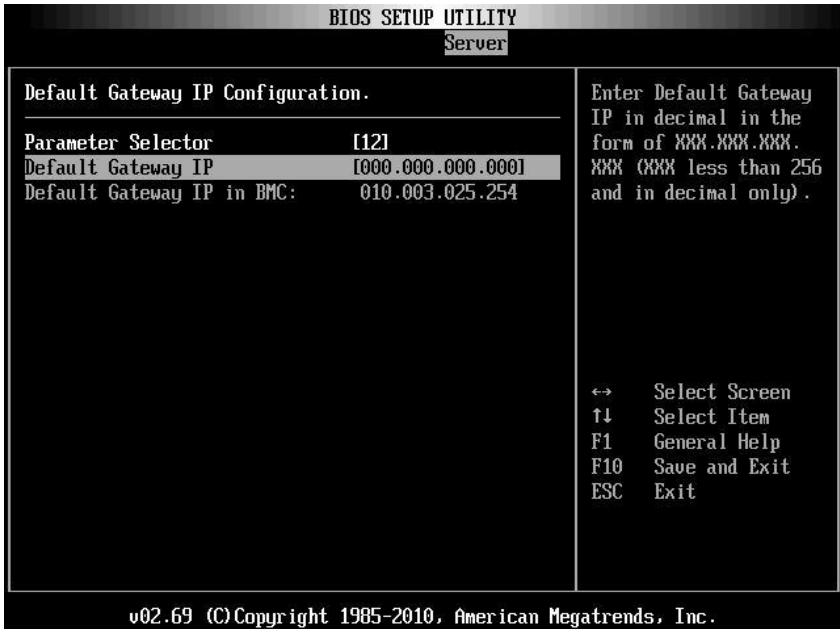 BIOS SETUP UTILITY
Server
Default Gateway IP Configuration.
Parameter Selector [12]
Default Gateway IP [000.000.000.000]
Default Gateway IP in BMC: 010.003.025.254
Enter Default Gateway
IP in decimal in the
form of XXX.XXX.XXX.
XXX (XXX less than 256
and in decimal only).
↔ Select Screen
↑↓ Select Item
F1 General Help
F10 Save and Exit
ESC Exit
v02.69 (C)Copyright 1985-2010, American Megatrends, Inc.